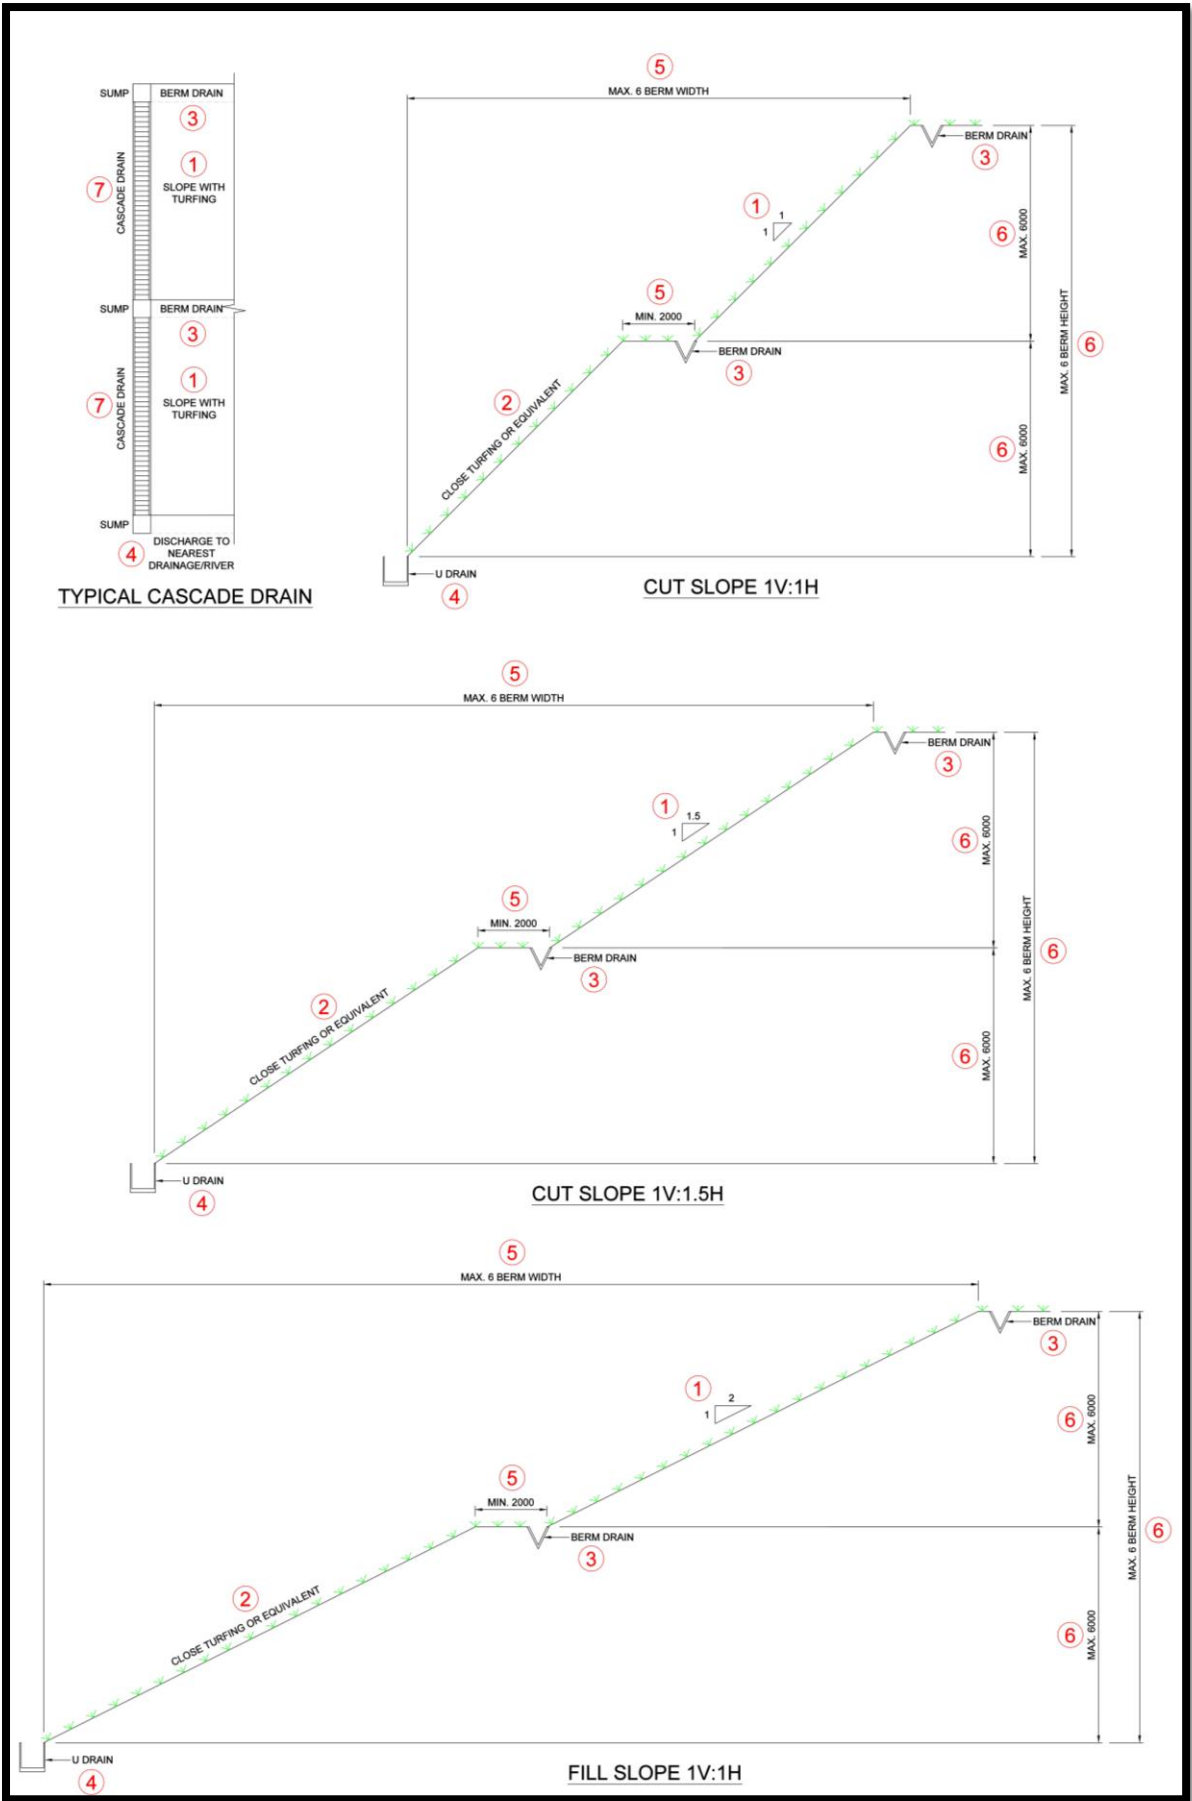 SUMP
BERM DRAIN
3
1
SLOPE WITH
TURFING
7
CASCADE DRAIN
SUMP
BERM DRAIN
3
1
SLOPE WITH
TURFING
7
CASCADE DRAIN
SUMP
4
DISCHARGE TO
NEAREST
DRAINAGE/RIVER
TYPICAL CASCADE DRAIN
5
MAX. 6 BERM WIDTH
BERM DRAIN
3
1
1
1
6
MAX. 6000
5
MIN. 2000
BERM DRAIN
3
6
MAX. 6 BERM HEIGHT
2
CLOSE TURFING OR EQUIVALENT
6
MAX. 6000
U DRAIN
4
CUT SLOPE 1V:1H
5
MAX. 6 BERM WIDTH
BERM DRAIN
3
1
1.5
1
6
MAX. 6000
5
MIN. 2000
BERM DRAIN
3
6
MAX. 6 BERM HEIGHT
2
CLOSE TURFING OR EQUIVALENT
6
MAX. 6000
U DRAIN
4
CUT SLOPE 1V:1.5H
5
MAX. 6 BERM WIDTH
BERM DRAIN
3
1
2
1
6
MAX. 6000
5
MIN. 2000
BERM DRAIN
3
6
MAX. 6 BERM HEIGHT
2
CLOSE TURFING OR EQUIVALENT
6
MAX. 6000
U DRAIN
4
FILL SLOPE 1V:1H